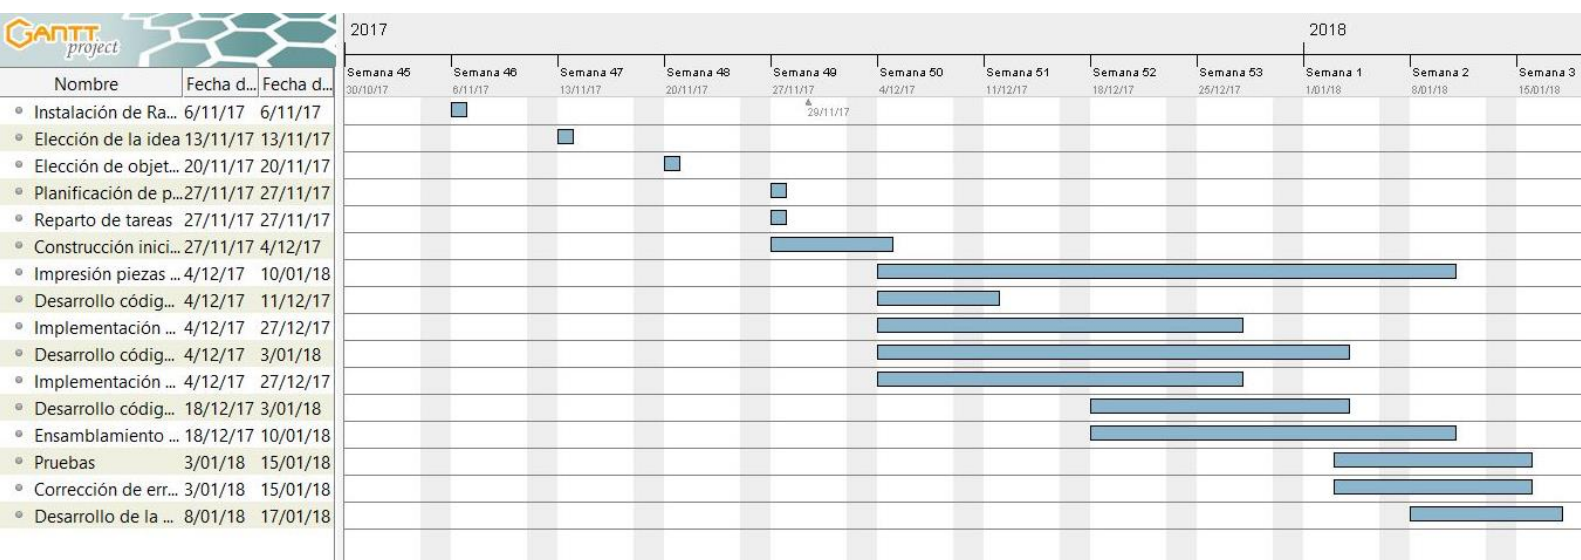 GANTT
project
2017
2018
Semana 45 Semana 46 Semana 47 Semana 48 Semana 49 Semana 50 Semana 51 Semana 52 Semana 53 Semana 1 Semana 2 Semana 3
Nombre Fecha d... Fecha d...
30/10/17 6/11/17 13/11/17 20/11/17 27/11/17 4/12/17 11/12/17 18/12/17 25/12/17 1/01/18 8/01/18 15/01/18
29/11/17
Instalación de Ra... 6/11/17 6/11/17
Elección de la idea 13/11/17 13/11/17
Elección de objet... 20/11/17 20/11/17
Planificación de p... 27/11/17 27/11/17
Reparto de tareas 27/11/17 27/11/17
Construcción inici... 27/11/17 4/12/17
Impresión piezas ... 4/12/17 10/01/18
Desarrollo códig... 4/12/17 11/12/17
Implementación ... 4/12/17 27/12/17
Desarrollo códig... 4/12/17 3/01/18
Implementación ... 4/12/17 27/12/17
Desarrollo códig... 18/12/17 3/01/18
Ensamblamiento ... 18/12/17 10/01/18
Pruebas 3/01/18 15/01/18
Corrección de err... 3/01/18 15/01/18
Desarrollo de la ... 8/01/18 17/01/18